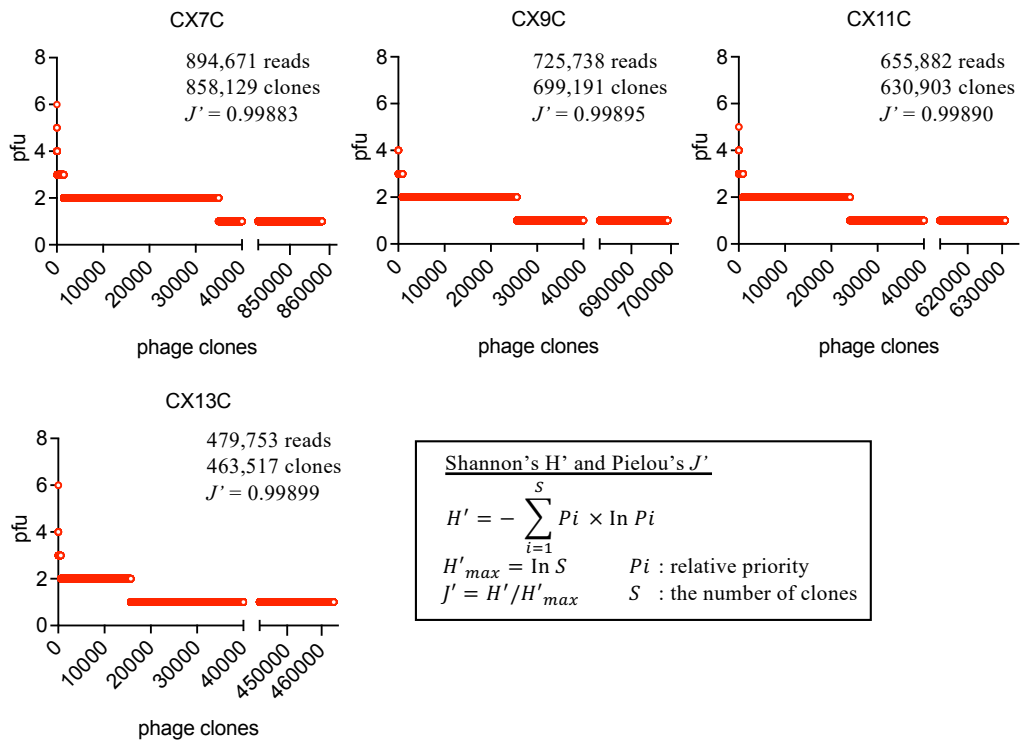 CX7C
894,671 reads
858,129 clones
J' = 0.99883
pfu
8
6
4
2
0
0
10000
20000
30000
40000
850000
860000
phage clones
CX9C
725,738 reads
699,191 clones
J' = 0.99895
pfu
8
6
4
2
0
0
10000
20000
30000
40000
690000
700000
phage clones
CX11C
655,882 reads
630,903 clones
J' = 0.99890
pfu
8
6
4
2
0
0
10000
20000
30000
40000
620000
630000
phage clones
CX13C
479,753 reads
463,517 clones
J' = 0.99899
pfu
8
6
4
2
0
0
10000
20000
30000
40000
450000
460000
phage clones
Shannon's H' and Pielou's J'
H' = − ∑ S i=1 Pi × In Pi
H'max = In S Pi : relative priority
J' = H'/H'max S : the number of clones